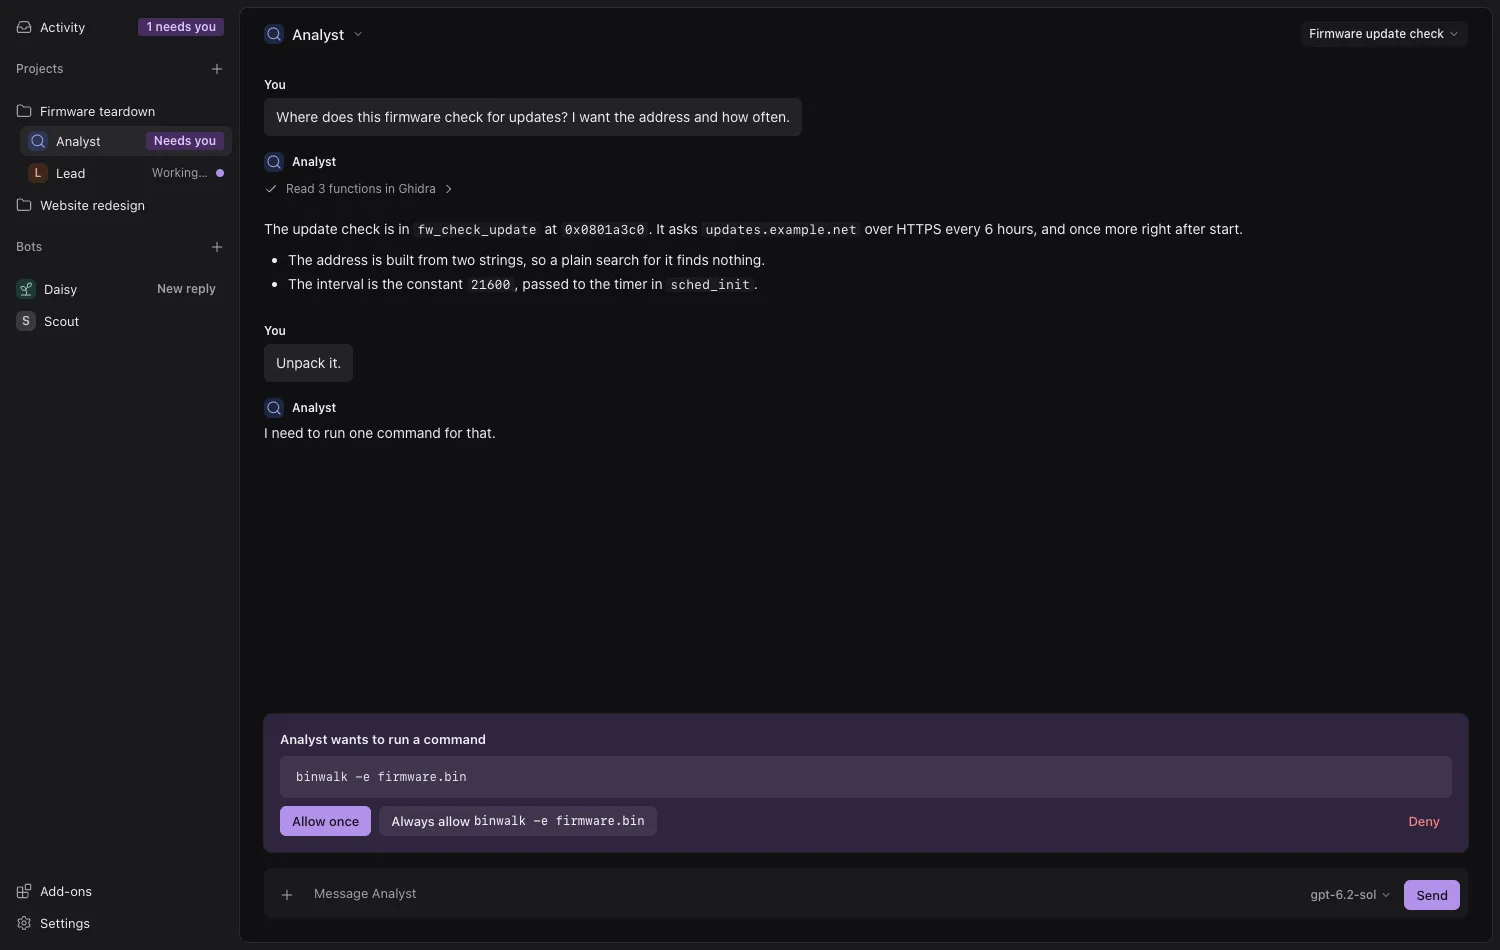 Activity
1 needs you
Projects
Firmware teardown
Analyst
Needs you
L
Lead
Working...
Website redesign
Bots
Daisy
New reply
S
Scout
Add-ons
Settings
Analyst
Firmware update check
You
Where does this firmware check for updates? I want the address and how often.
Analyst
Read 3 functions in Ghidra
The update check is in fw_check_update at 0x0801a3c0. It asks updates.example.net over HTTPS every 6 hours, and once more right after start.
• The address is built from two strings, so a plain search for it finds nothing.
• The interval is the constant 21600, passed to the timer in sched_init.
You
Unpack it.
Analyst
I need to run one command for that.
Analyst wants to run a command
binwalk -e firmware.bin
Allow once
Always allow binwalk -e firmware.bin
Deny
Message Analyst
gpt-6.2-sol
Send